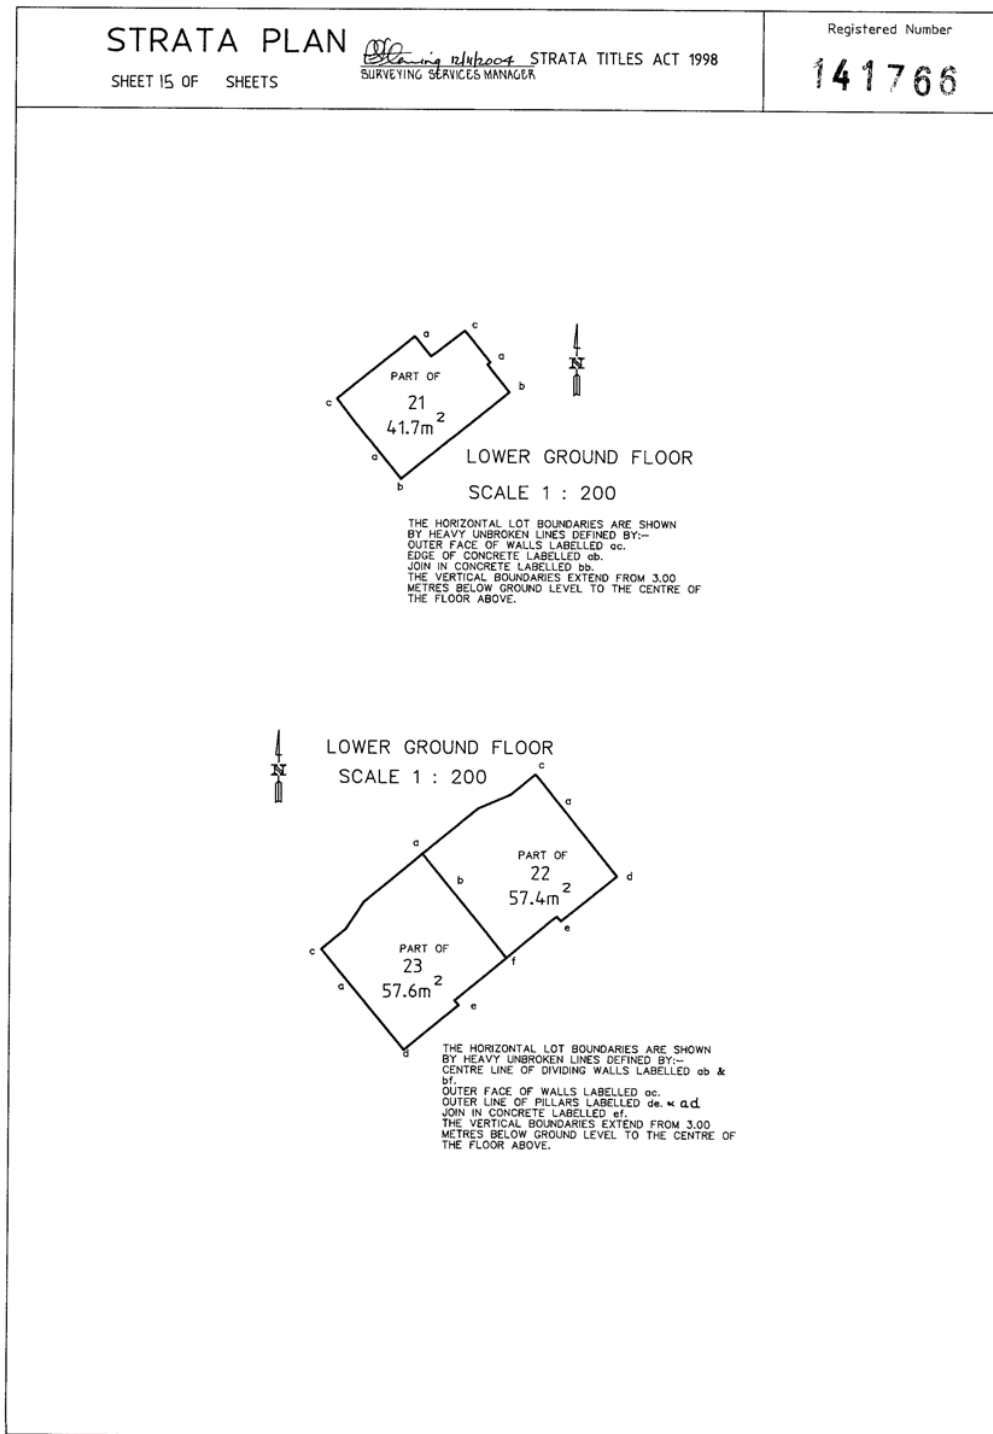 STRATA PLAN
SHEET 15 OF SHEETS
12/11/2004
SURVEYING SERVICES MANAGER
STRATA TITLES ACT 1998
Registered Number
141766
a
c
a
b
PART OF
21
41.7m²
c
a
b
N
LOWER GROUND FLOOR
SCALE 1 : 200
THE HORIZONTAL LOT BOUNDARIES ARE SHOWN
BY HEAVY UNBROKEN LINES DEFINED BY:–
OUTER FACE OF WALLS LABELLED ac.
EDGE OF CONCRETE LABELLED ab.
JOIN IN CONCRETE LABELLED bb.
THE VERTICAL BOUNDARIES EXTEND FROM 3.00
METRES BELOW GROUND LEVEL TO THE CENTRE OF
THE FLOOR ABOVE.
N
LOWER GROUND FLOOR
SCALE 1 : 200
c
a
a
b
PART OF
22
57.4m²
d
e
f
c
a
PART OF
23
57.6m²
e
d
THE HORIZONTAL LOT BOUNDARIES ARE SHOWN
BY HEAVY UNBROKEN LINES DEFINED BY:–
CENTRE LINE OF DIVIDING WALLS LABELLED ab &
bf.
OUTER FACE OF WALLS LABELLED ac.
OUTER LINE OF PILLARS LABELLED de. & ad
JOIN IN CONCRETE LABELLED ef.
THE VERTICAL BOUNDARIES EXTEND FROM 3.00
METRES BELOW GROUND LEVEL TO THE CENTRE OF
THE FLOOR ABOVE.